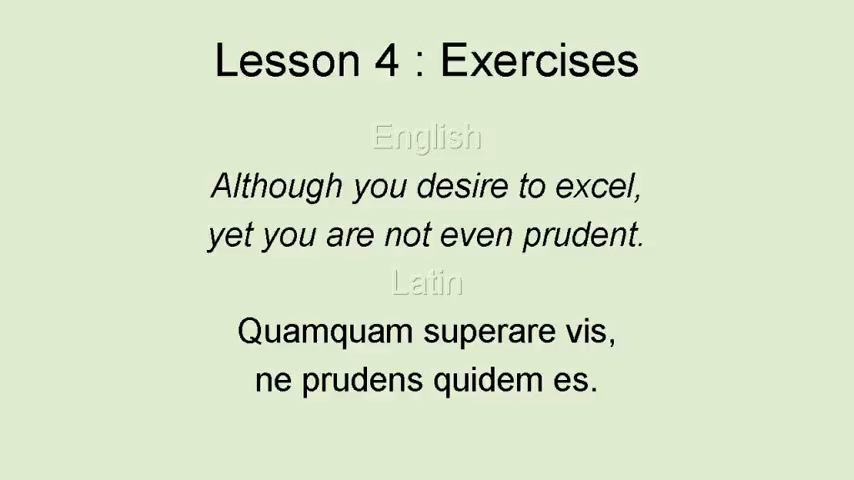 Lesson 4 : Exercises
English
Although you desire to excel,
yet you are not even prudent.
Latin
Quamquam superare vis,
ne prudens quidem es.